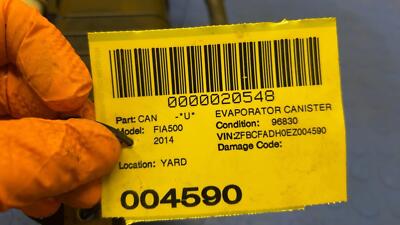 0000020548
Part: CAN -*U* EVAPORATOR CANISTER
Model: FIA500 Condition: 96830
2014 VIN:ZFBCFADH0EZ004590
Damage Code:
Location: YARD
004590